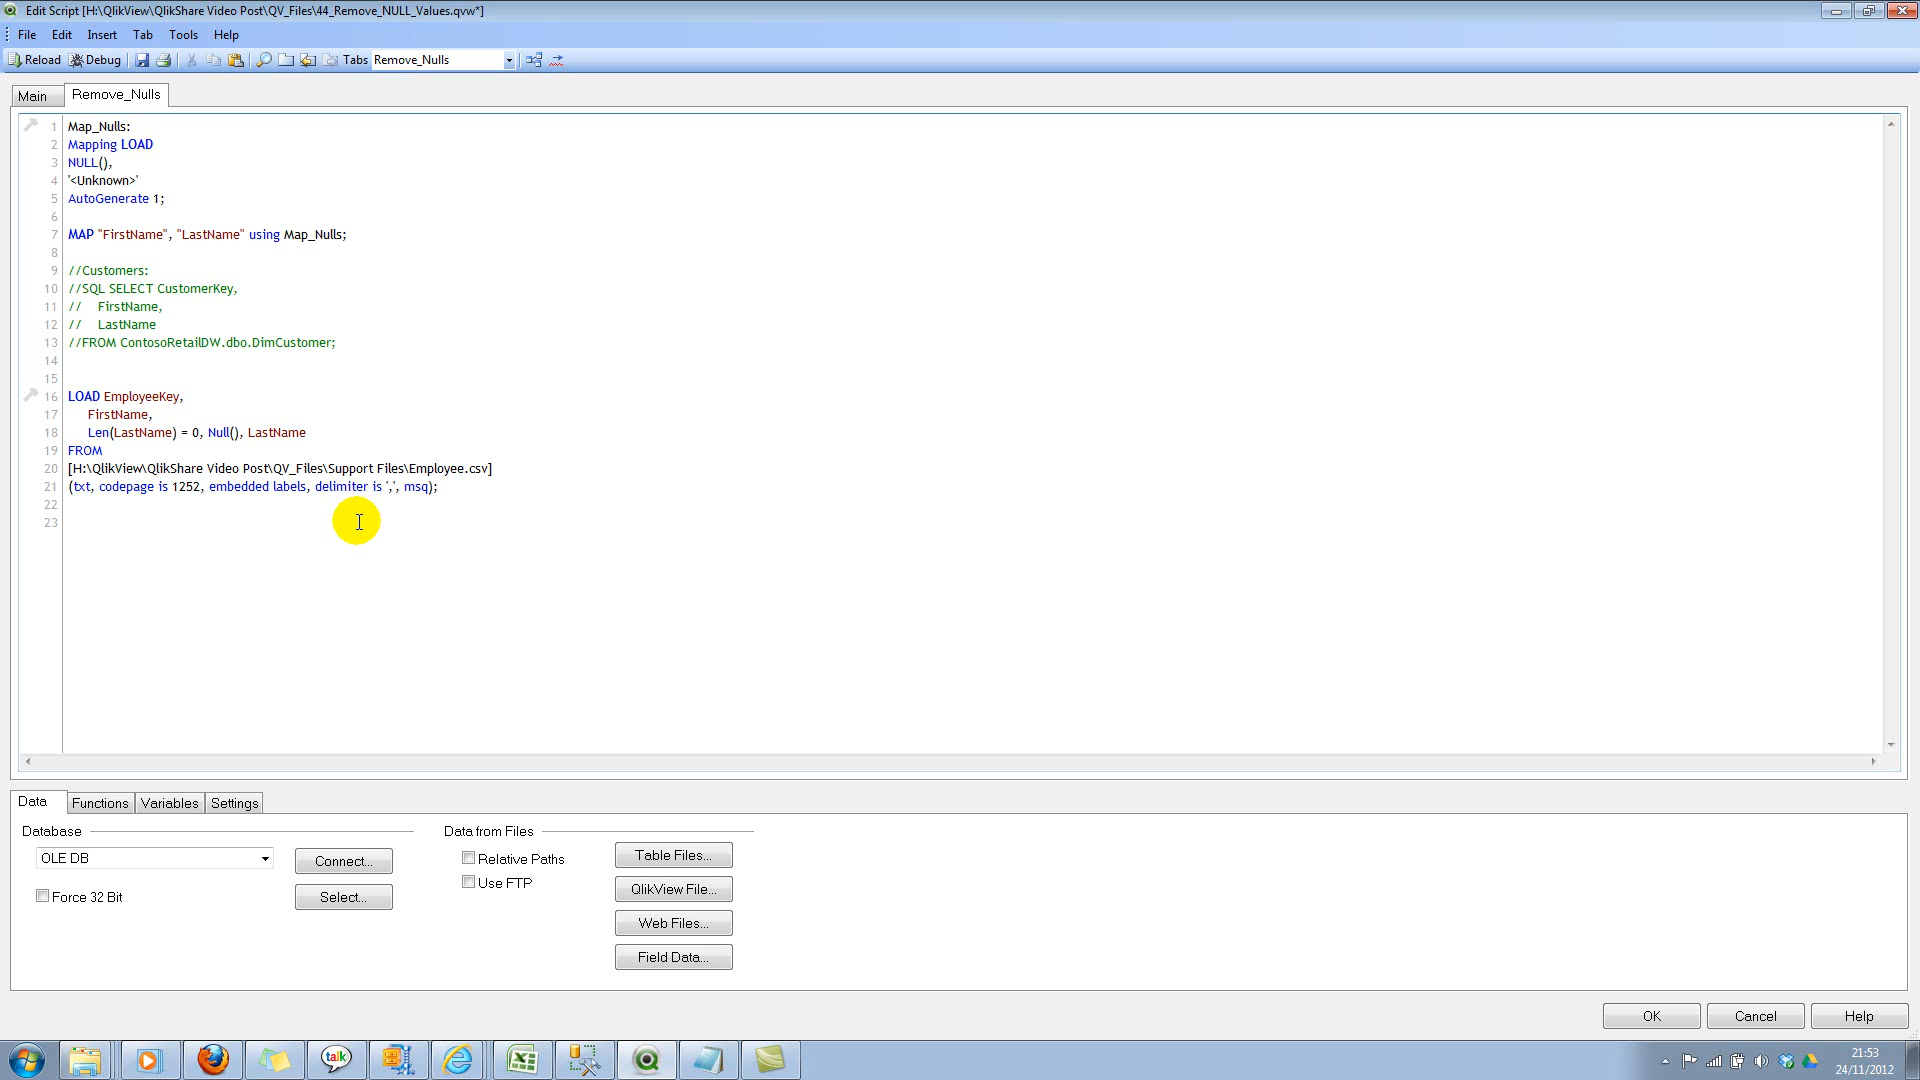 Edit Script [H:\QlikView\QlikShare Video Post\QV_Files\44_Remove_NULL_Values.qvw*]
File Edit Insert Tab Tools Help
Reload Debug Tabs Remove_Nulls
Main Remove_Nulls
1 Map_Nulls:
2 Mapping LOAD
3 NULL(),
4 '<Unknown>'
5 AutoGenerate 1;
6
7 MAP "FirstName", "LastName" using Map_Nulls;
8
9 //Customers:
10 //SQL SELECT CustomerKey,
11 // FirstName,
12 // LastName
13 //FROM ContosoRetailDW.dbo.DimCustomer;
14
15
16 LOAD EmployeeKey,
17 FirstName,
18 Len(LastName) = 0, Null(), LastName
19 FROM
20 [H:\QlikView\QlikShare Video Post\QV_Files\Support Files\Employee.csv]
21 (txt, codepage is 1252, embedded labels, delimiter is ',', msq);
22
23
Data Functions Variables Settings
Database
OLE DB
Connect...
Force 32 Bit
Select...
Data from Files
Relative Paths
Use FTP
Table Files...
QlikView File...
Web Files...
Field Data...
OK Cancel Help
talk
21:53
24/11/2012